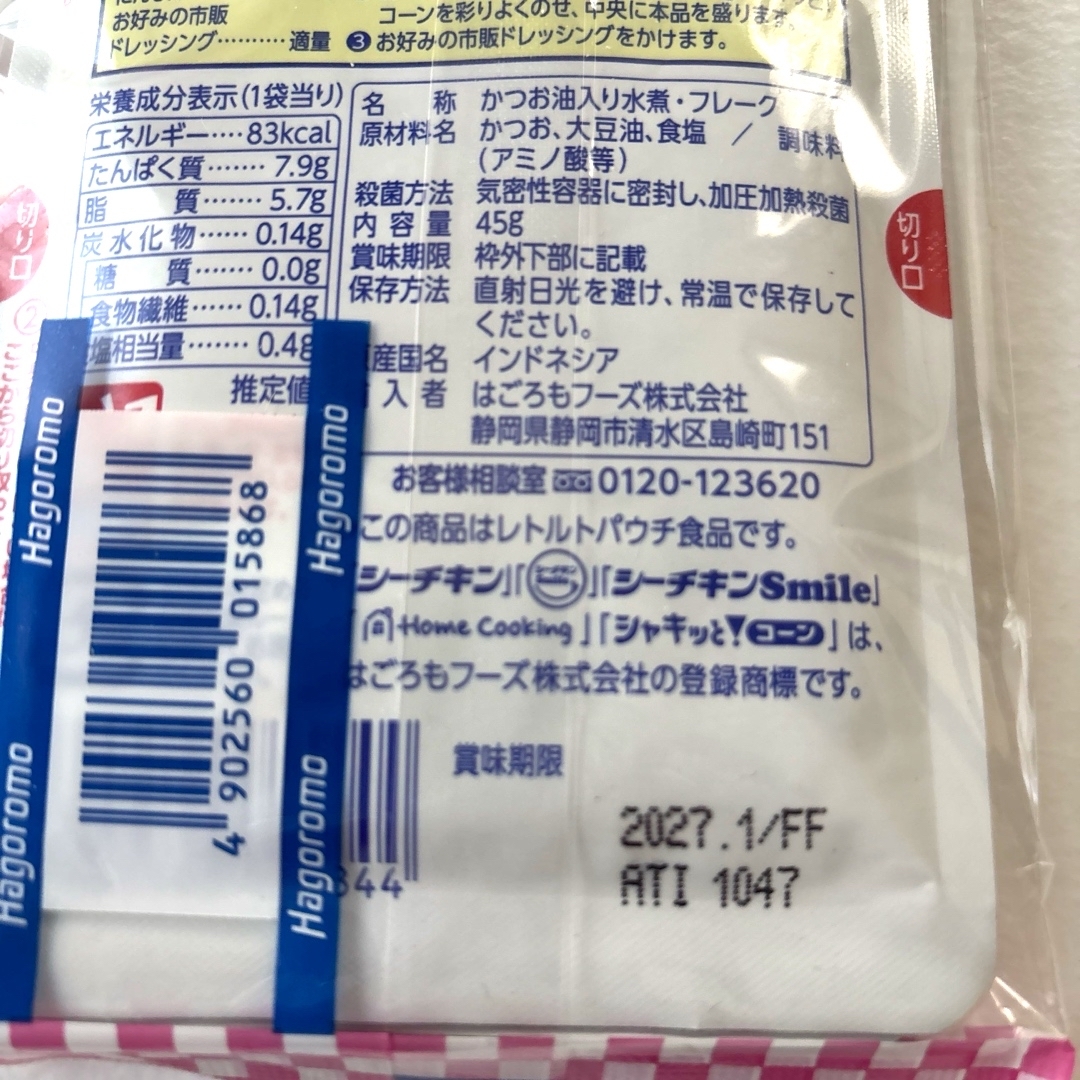 お好みの市販
ドレッシング………… 適量
コーンを彩りよくのせ、中央に本品を盛ります。
❸ お好みの市販ドレッシングをかけます。
栄養成分表示(1袋当り)
エネルギー…… 83kcal
たんぱく質……… 7.9g
脂 質……… 5.7g
炭水化物…… 0.14g
糖 質……… 0.0g
食物繊維……… 0.14g
塩相当量……… 0.4g
推定値
名 称 かつお油入り水煮・フレーク
原材料名 かつお、大豆油、食塩 / 調味料
(アミノ酸等)
殺菌方法 気密性容器に密封し、加圧加熱殺菌
内容量 45g
賞味期限 枠外下部に記載
保存方法 直射日光を避け、常温で保存して
ください。
産国名 インドネシア
入者 はごろもフーズ株式会社
静岡県静岡市清水区島崎町151
お客様相談室 0120-123620
この商品はレトルトパウチ食品です。
シーチキン」「」「シーチキンSmile」
「Home Cooking」「シャキッと!コーン」は、
はごろもフーズ株式会社の登録商標です。
賞味期限
2027.1/FF
ATI 1047
切り口
切り口
②
Hagoromo
Hagoromo
Hagoromo
Hagoromo
4 902560 015868
844